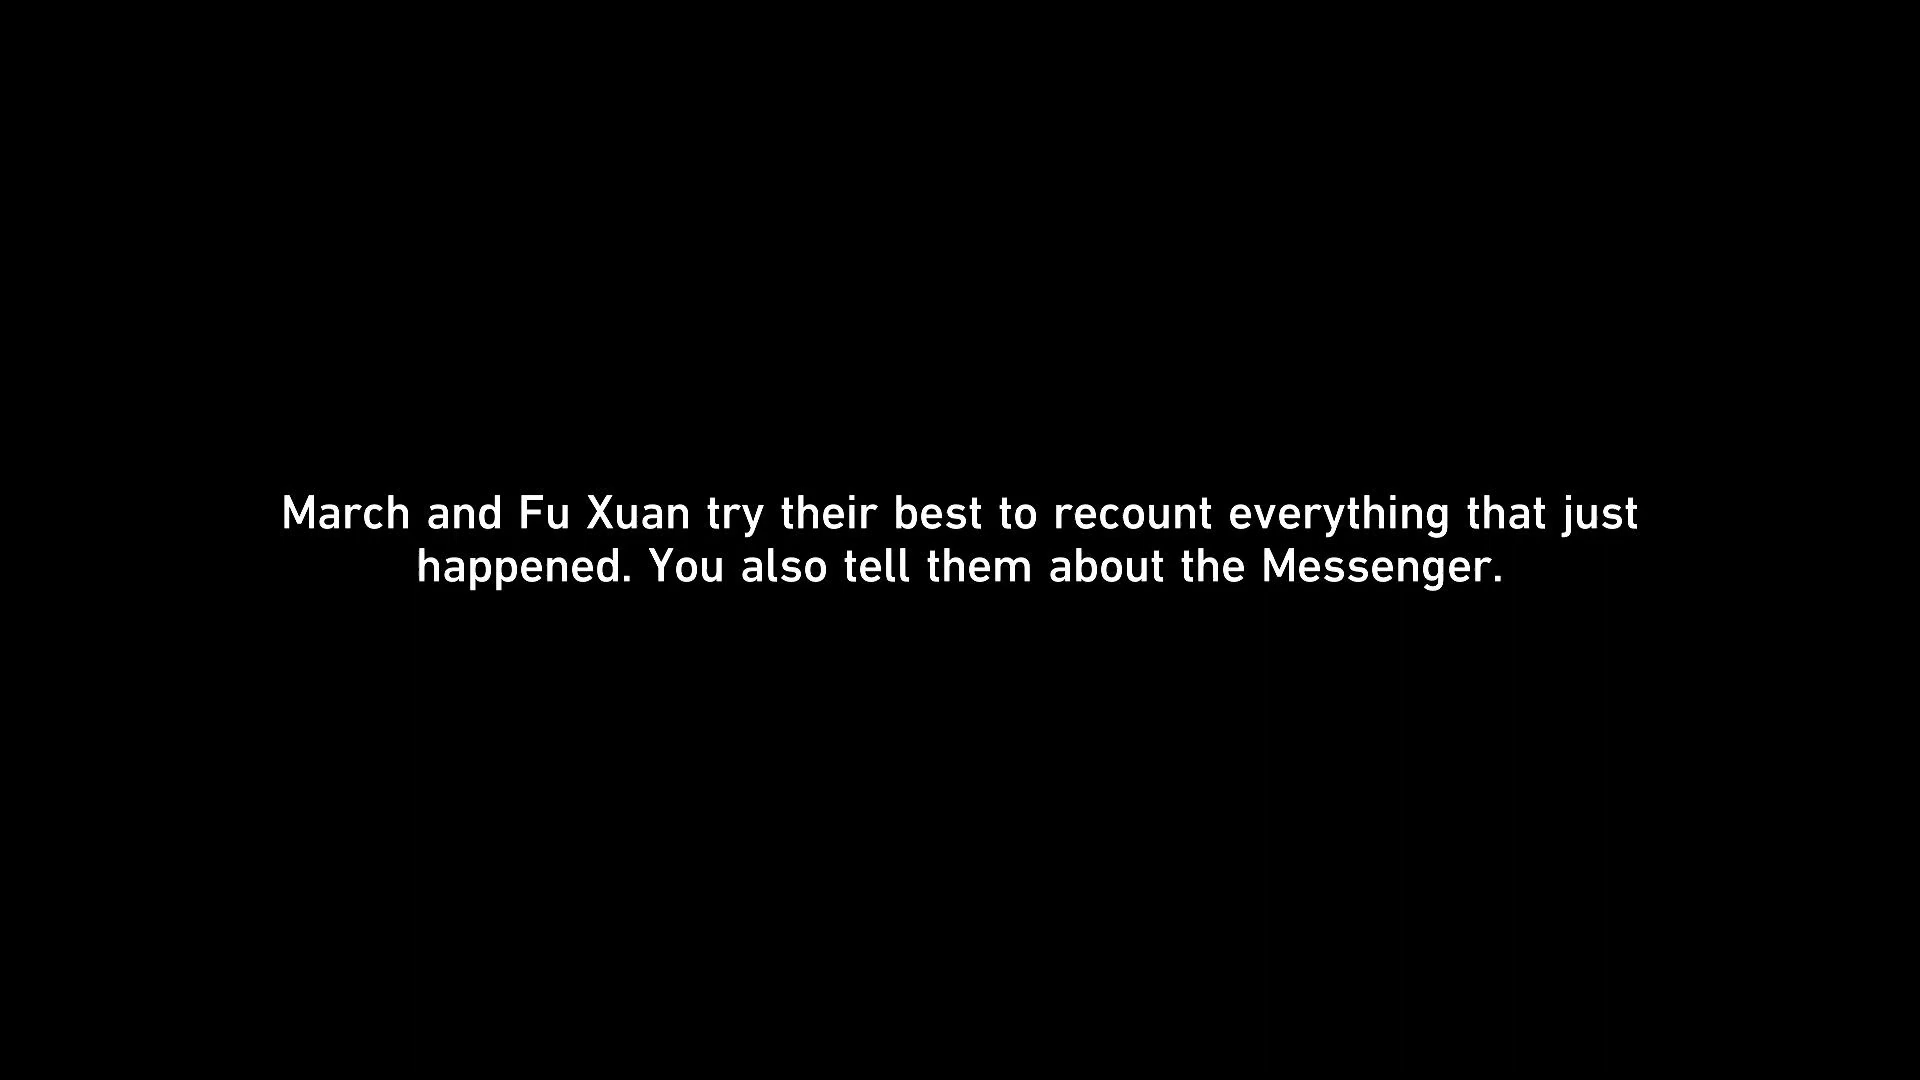 March and Fu Xuan try their best to recount everything that just
happened. You also tell them about the Messenger.